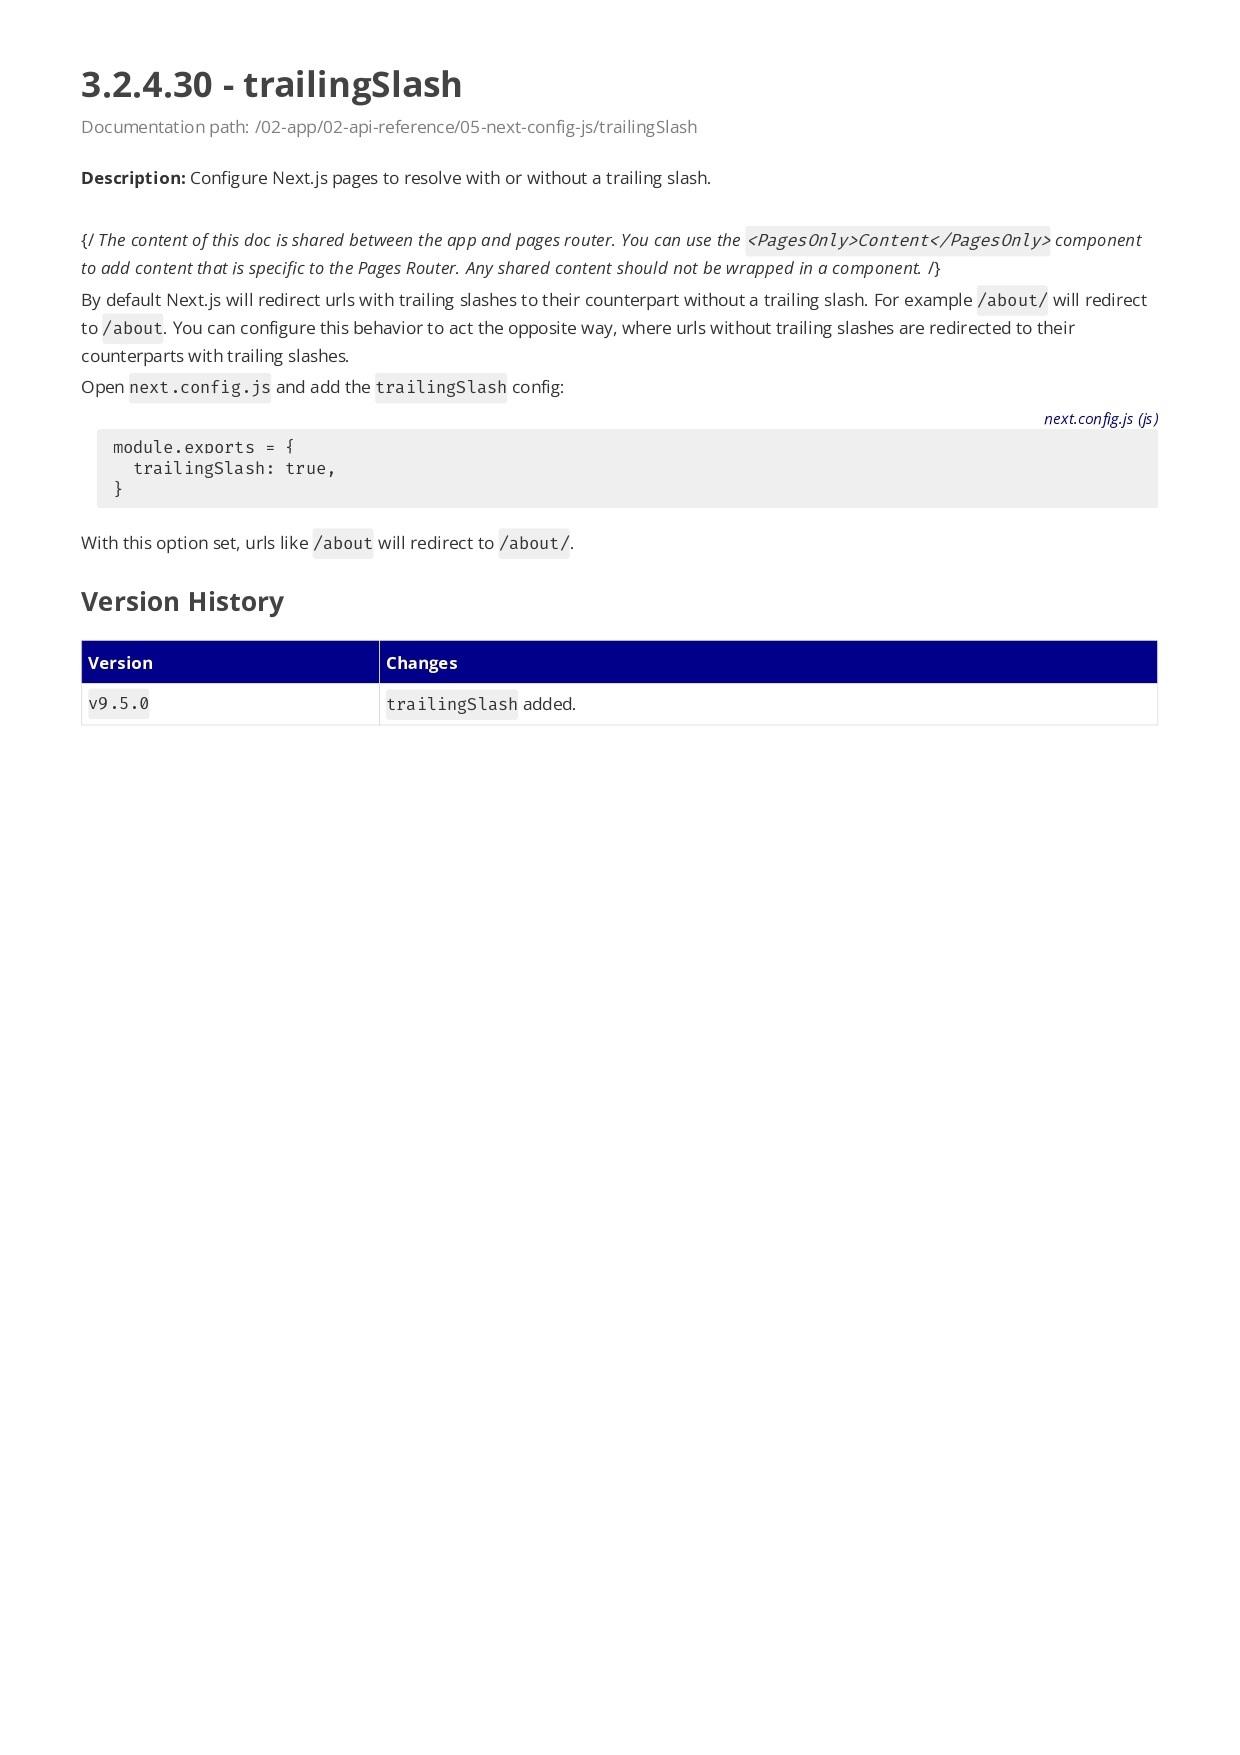 3.2.4.30 - trailingSlash
Documentation path: /02-app/02-api-reference/05-next-config-js/trailingSlash
Description: Configure Next.js pages to resolve with or without a trailing slash.
{/ The content of this doc is shared between the app and pages router. You can use the <PagesOnly>Content</PagesOnly> component
to add content that is specific to the Pages Router. Any shared content should not be wrapped in a component. /}
By default Next.js will redirect urls with trailing slashes to their counterpart without a trailing slash. For example /about/ will redirect
to /about. You can configure this behavior to act the opposite way, where urls without trailing slashes are redirected to their
counterparts with trailing slashes.
Open next.config.js and add the trailingSlash config:
next.config.js (js)
module.exports = {
  trailingSlash: true,
}
With this option set, urls like /about will redirect to /about/.
Version History
Version Changes
v9.5.0 trailingSlash added.